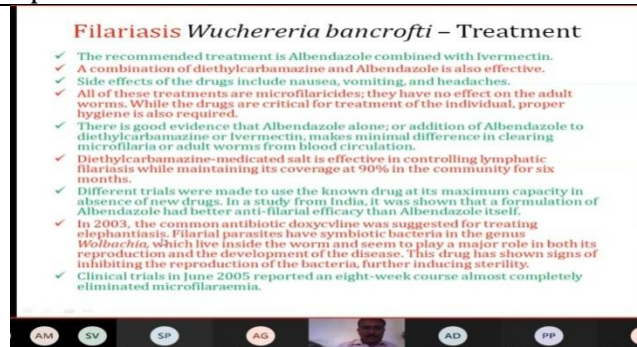 Filariasis Wuchereria bancrofti – Treatment
✓ The recommended treatment is Albendazole combined with Ivermectin.
✓ A combination of diethylcarbamazine and Albendazole is also effective.
✓ Side effects of the drugs include nausea, vomiting, and headaches.
✓ All of these treatments are microfilaricides; they have no effect on the adult
worms. While the drugs are critical for treatment of the individual, proper
hygiene is also required.
✓ There is good evidence that Albendazole alone; or addition of Albendazole to
diethylcarbamazine or Ivermectin, makes minimal difference in clearing
microfilaria or adult worms from blood circulation.
✓ Diethylcarbamazine-medicated salt is effective in controlling lymphatic
filariasis while maintaining its coverage at 90% in the community for six
months.
✓ Different trials were made to use the known drug at its maximum capacity in
absence of new drugs. In a study from India, it was shown that a formulation of
Albendazole had better anti-filarial efficacy than Albendazole itself.
✓ In 2003, the common antibiotic doxycvline was suggested for treating
elephantiasis. Filarial parasites have symbiotic bacteria in the genus
Wolbachia, which live inside the worm and seem to play a major role in both its
reproduction and the development of the disease. This drug has shown signs of
inhibiting the reproduction of the bacteria, further inducing sterility.
✓ Clinical trials in June 2005 reported an eight-week course almost completely
eliminated microfilaraemia.
AM SV SP AG AD PP